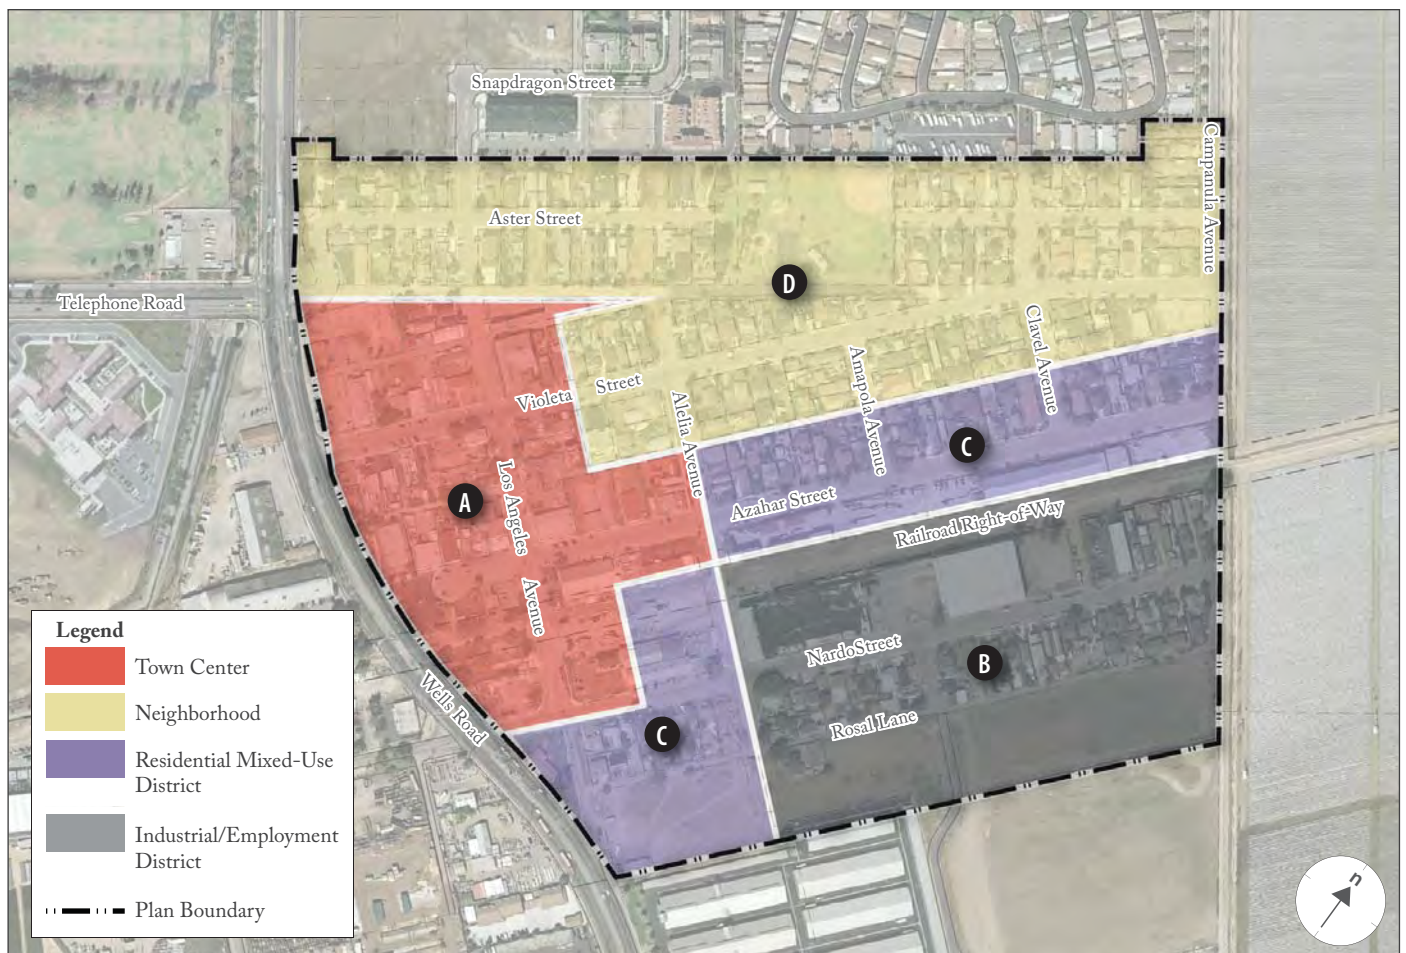 Snapdragon Street
Campanula Avenue
Aster Street
D
Telephone Road
Clavel Avenue
Amapola Avenue
Violeta Street
Alelia Avenue
C
A
Los Angeles Avenue
Azahar Street
Railroad Right-of-Way
NardoStreet
B
Rosal Lane
C
Wells Road
Legend
Town Center
Neighborhood
Residential Mixed-Use
District
Industrial/Employment
District
Plan Boundary
n